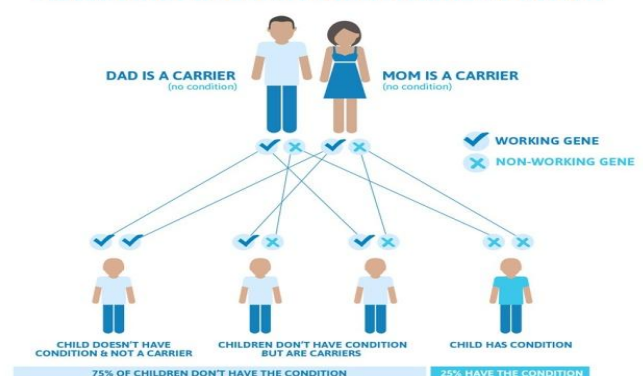 DAD IS A CARRIER
(no condition)
MOM IS A CARRIER
(no condition)
WORKING GENE
NON-WORKING GENE
CHILD DOESN'T HAVE
CONDITION & NOT A CARRIER
CHILDREN DON'T HAVE CONDITION
BUT ARE CARRIERS
CHILD HAS CONDITION
75% OF CHILDREN DON'T HAVE THE CONDITION
25% HAVE THE CONDITION